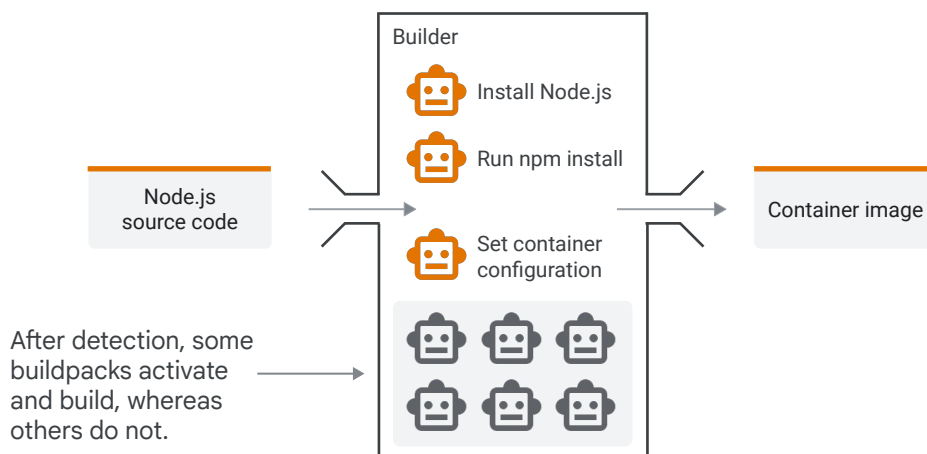 Builder
Install Node.js
Run npm install
Node.js
source code
Container image
Set container
configuration
After detection, some
buildpacks activate
and build, whereas
others do not.